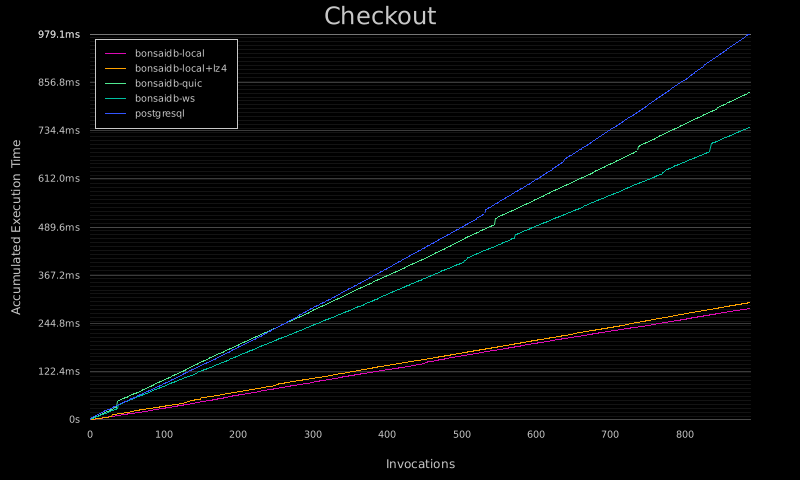 Checkout
979.1ms
856.8ms
734.4ms
612.0ms
489.6ms
367.2ms
244.8ms
122.4ms
0s
bonsaidb-local
bonsaidb-local+lz4
bonsaidb-quic
bonsaidb-ws
postgresql
Accumulated Execution Time
0 100 200 300 400 500 600 700 800
Invocations